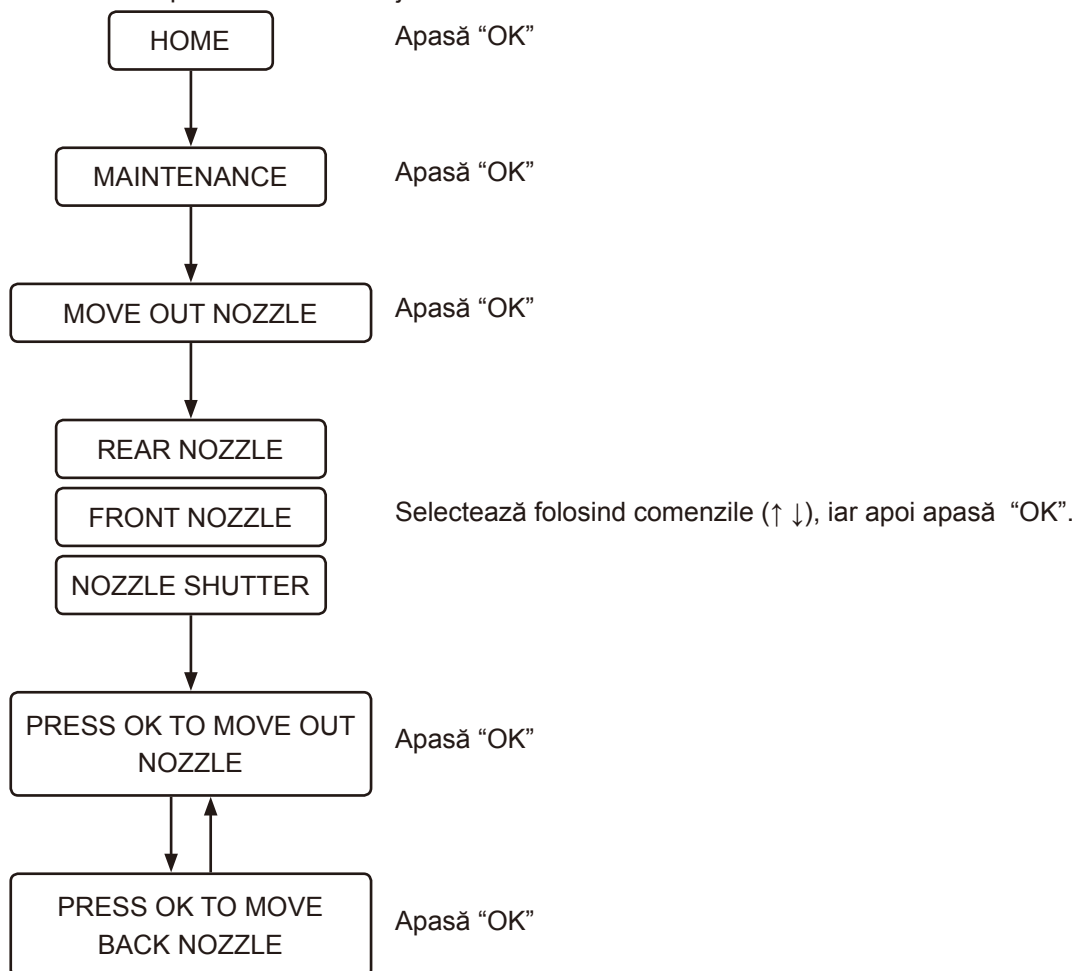 HOME
Apasă “OK”
MAINTENANCE
Apasă “OK”
MOVE OUT NOZZLE
Apasă “OK”
REAR NOZZLE
FRONT NOZZLE
Selectează folosind comenzile (↑ ↓), iar apoi apasă “OK”.
NOZZLE SHUTTER
PRESS OK TO MOVE OUT
NOZZLE
Apasă “OK”
PRESS OK TO MOVE
BACK NOZZLE
Apasă “OK”